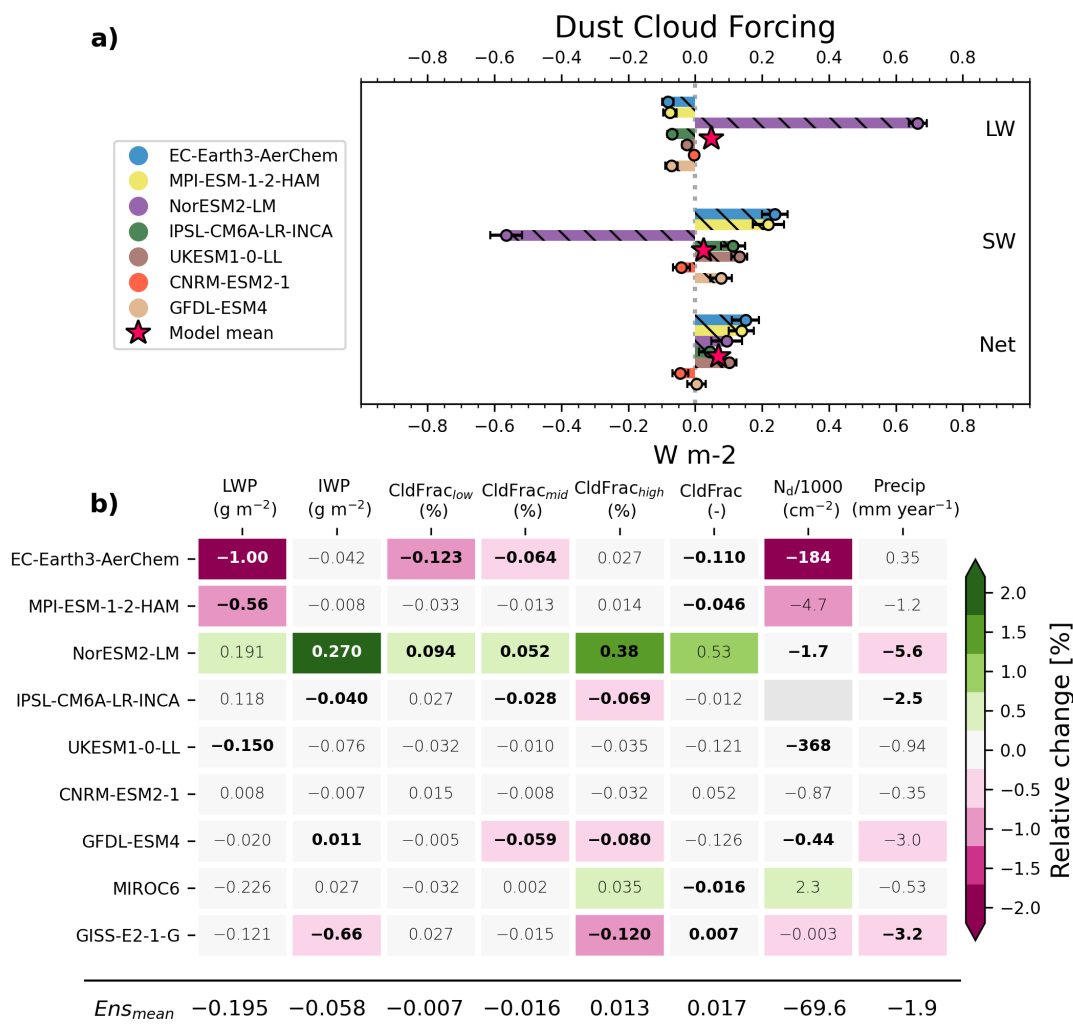 a)
Dust Cloud Forcing
−0.8 −0.6 −0.4 −0.2 0.0 0.2 0.4 0.6 0.8
LW
SW
Net
EC-Earth3-AerChem
MPI-ESM-1-2-HAM
NorESM2-LM
IPSL-CM6A-LR-INCA
UKESM1-0-LL
CNRM-ESM2-1
GFDL-ESM4
Model mean
−0.8 −0.6 −0.4 −0.2 0.0 0.2 0.4 0.6 0.8
W m-2
b)
LWP IWP CldFrac_low CldFrac_mid CldFrac_high CldFrac N_d/1000 Precip
(g m⁻²) (g m⁻²) (%) (%) (%) (-) (cm⁻²) (mm year⁻¹)
EC-Earth3-AerChem −1.00 −0.042 −0.123 −0.064 0.027 −0.110 −184 0.35
MPI-ESM-1-2-HAM −0.56 −0.008 −0.033 −0.013 0.014 −0.046 −4.7 −1.2
NorESM2-LM 0.191 0.270 0.094 0.052 0.38 0.53 −1.7 −5.6
IPSL-CM6A-LR-INCA 0.118 −0.040 0.027 −0.028 −0.069 −0.012 −2.5
UKESM1-0-LL −0.150 −0.076 −0.032 −0.010 −0.035 −0.121 −368 −0.94
CNRM-ESM2-1 0.008 −0.007 0.015 −0.008 −0.032 0.052 −0.87 −0.35
GFDL-ESM4 −0.020 0.011 −0.005 −0.059 −0.080 −0.126 −0.44 −3.0
MIROC6 −0.226 0.027 −0.032 0.002 0.035 −0.016 2.3 −0.53
GISS-E2-1-G −0.121 −0.66 0.027 −0.015 −0.120 0.007 −0.003 −3.2
Ens_mean −0.195 −0.058 −0.007 −0.016 0.013 0.017 −69.6 −1.9
2.0
1.5
1.0
0.5
0.0
−0.5
−1.0
−1.5
−2.0
Relative change [%]